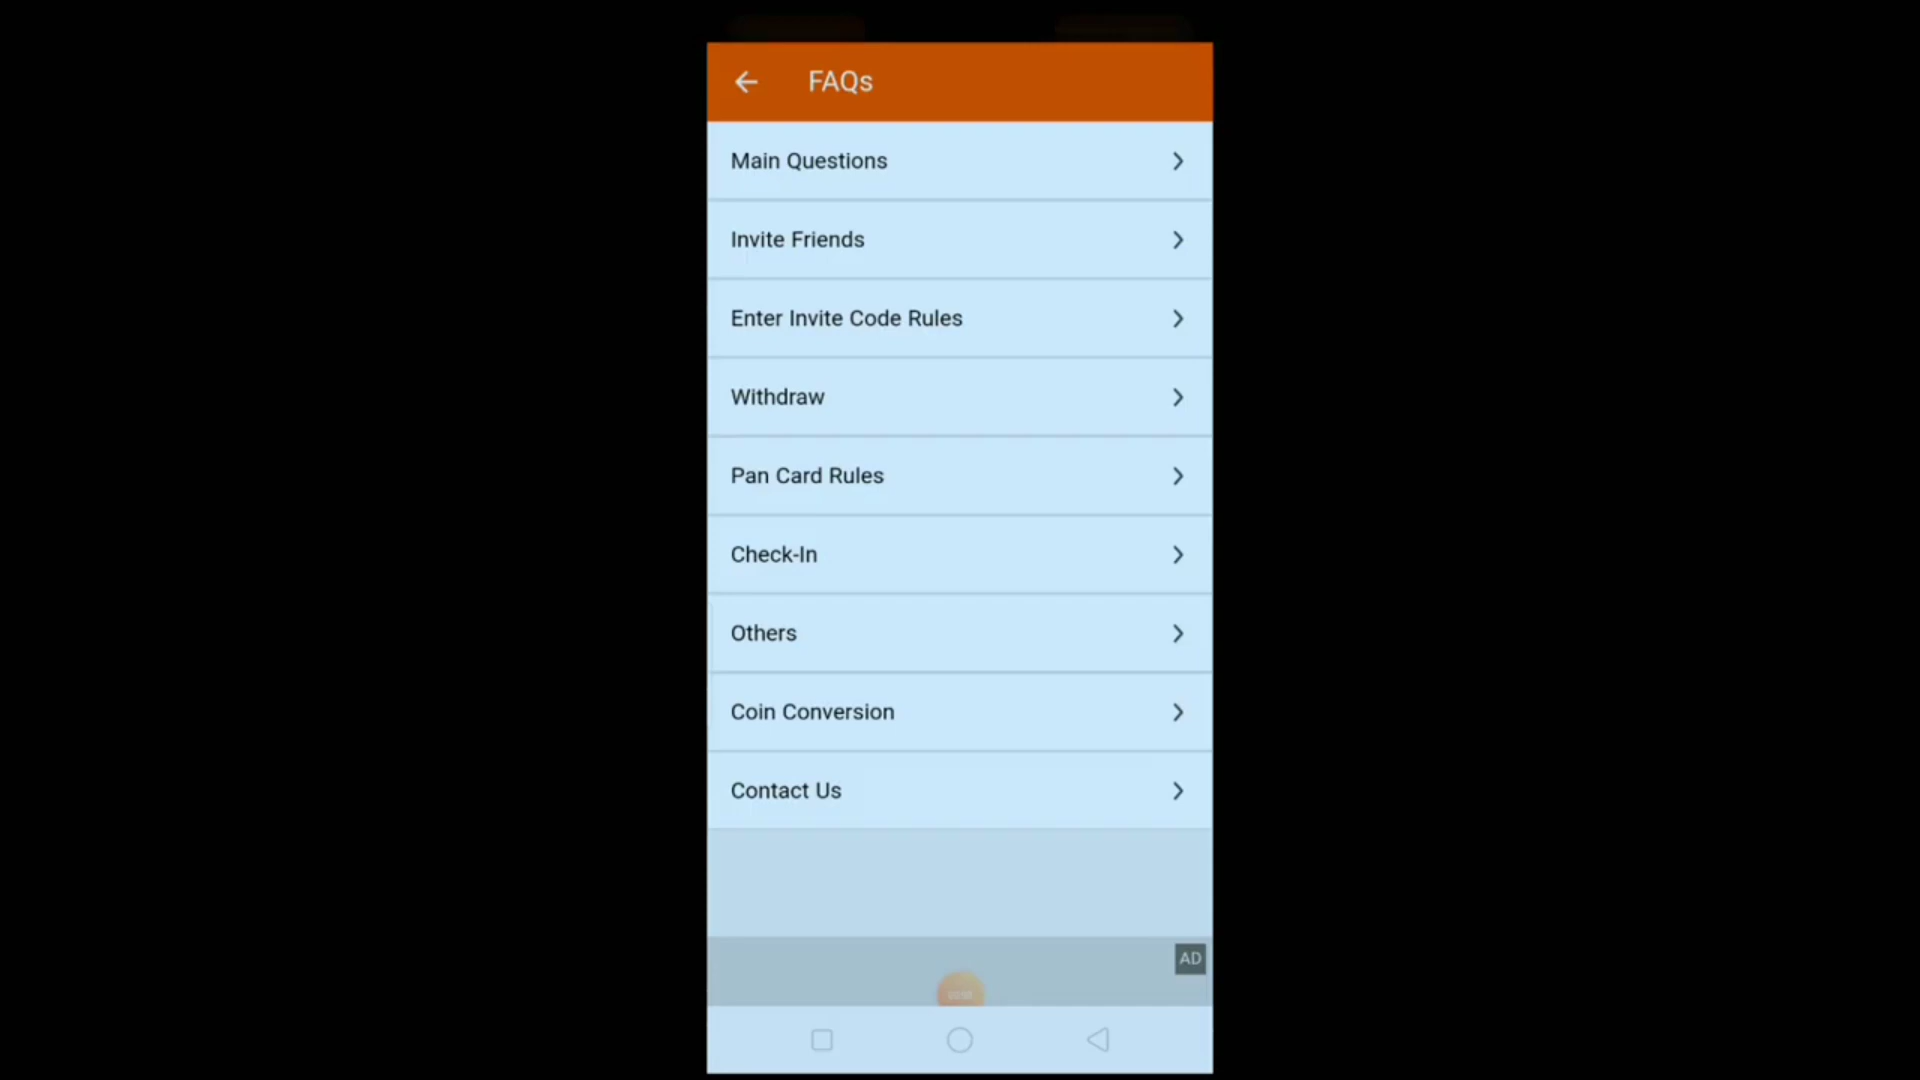 FAQs
Main Questions
Invite Friends
Enter Invite Code Rules
Withdraw
Pan Card Rules
Check-In
Others
Coin Conversion
Contact Us
AD